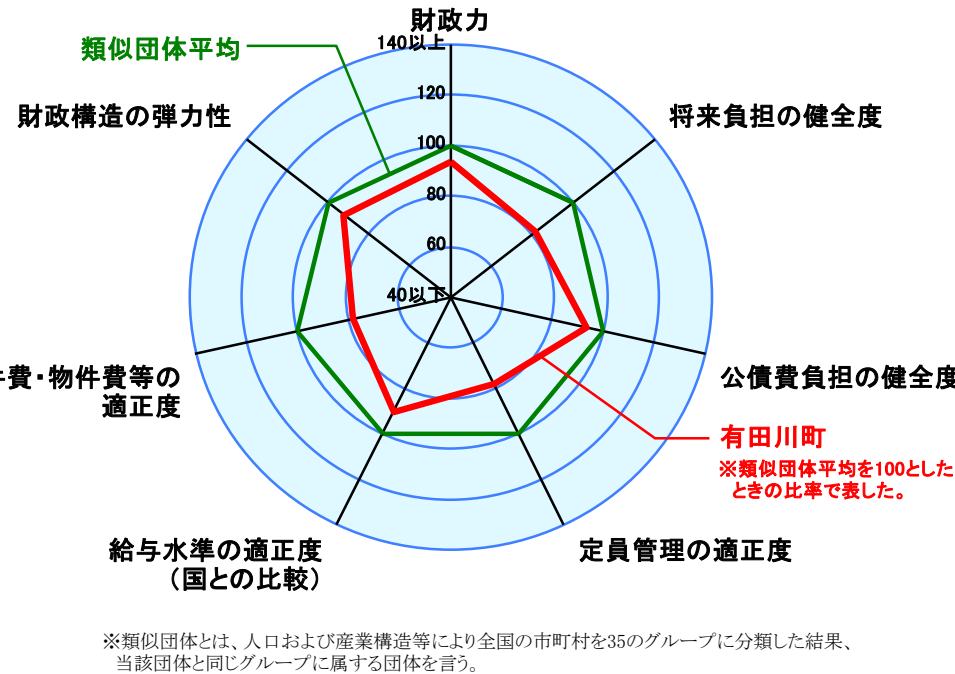 財政力
140以上
類似団体平均
120
財政構造の弾力性
将来負担の健全度
100
80
60
40以下
費・物件費等の
適正度
公債費負担の健全度
有田川町
※類似団体平均を100とした
ときの比率で表した。
給与水準の適正度
(国との比較)
定員管理の適正度
※類似団体とは、人口および産業構造等により全国の市町村を35のグループに分類した結果、
当該団体と同じグループに属する団体を言う。